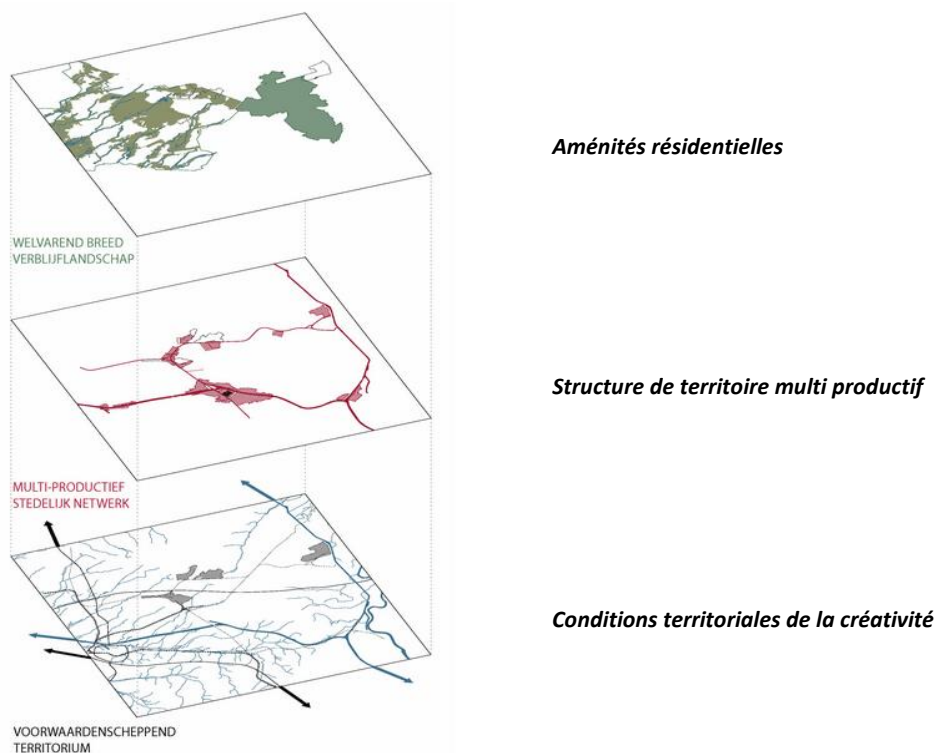 Aménités résidentielles
WELVAREND BREED
VERBLIJFLANDSCHAP
Structure de territoire multi productif
MULTI-PRODUCTIEF
STEDELIJK NETWERK
Conditions territoriales de la créativité
VOORWAARDENSCHEPPEND
TERRITORIUM